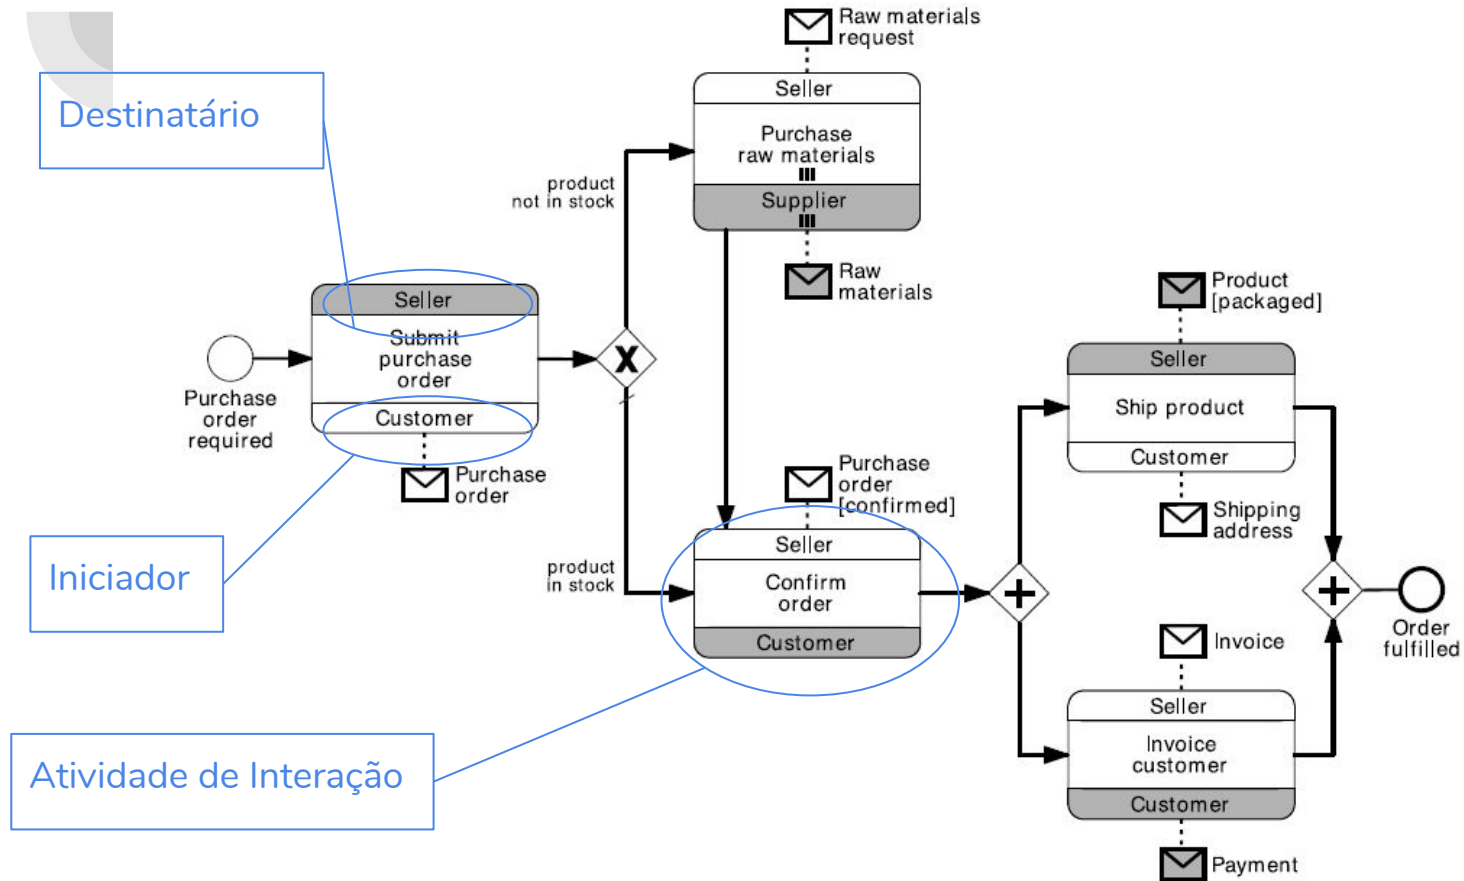 Raw materials
request
Destinatário
Seller
Purchase
raw materials
product
not in stock
Supplier
Raw
materials
Product
[packaged]
Seller
Submit
purchase
order
X
Seller
Ship product
Purchase
order
required
Customer
Purchase
order
Purchase
order
[confirmed]
Customer
Shipping
address
Iniciador
product
in stock
Seller
Confirm
order
Customer
Order
fulfilled
Invoice
Seller
Invoice
customer
Customer
Atividade de Interação
Payment